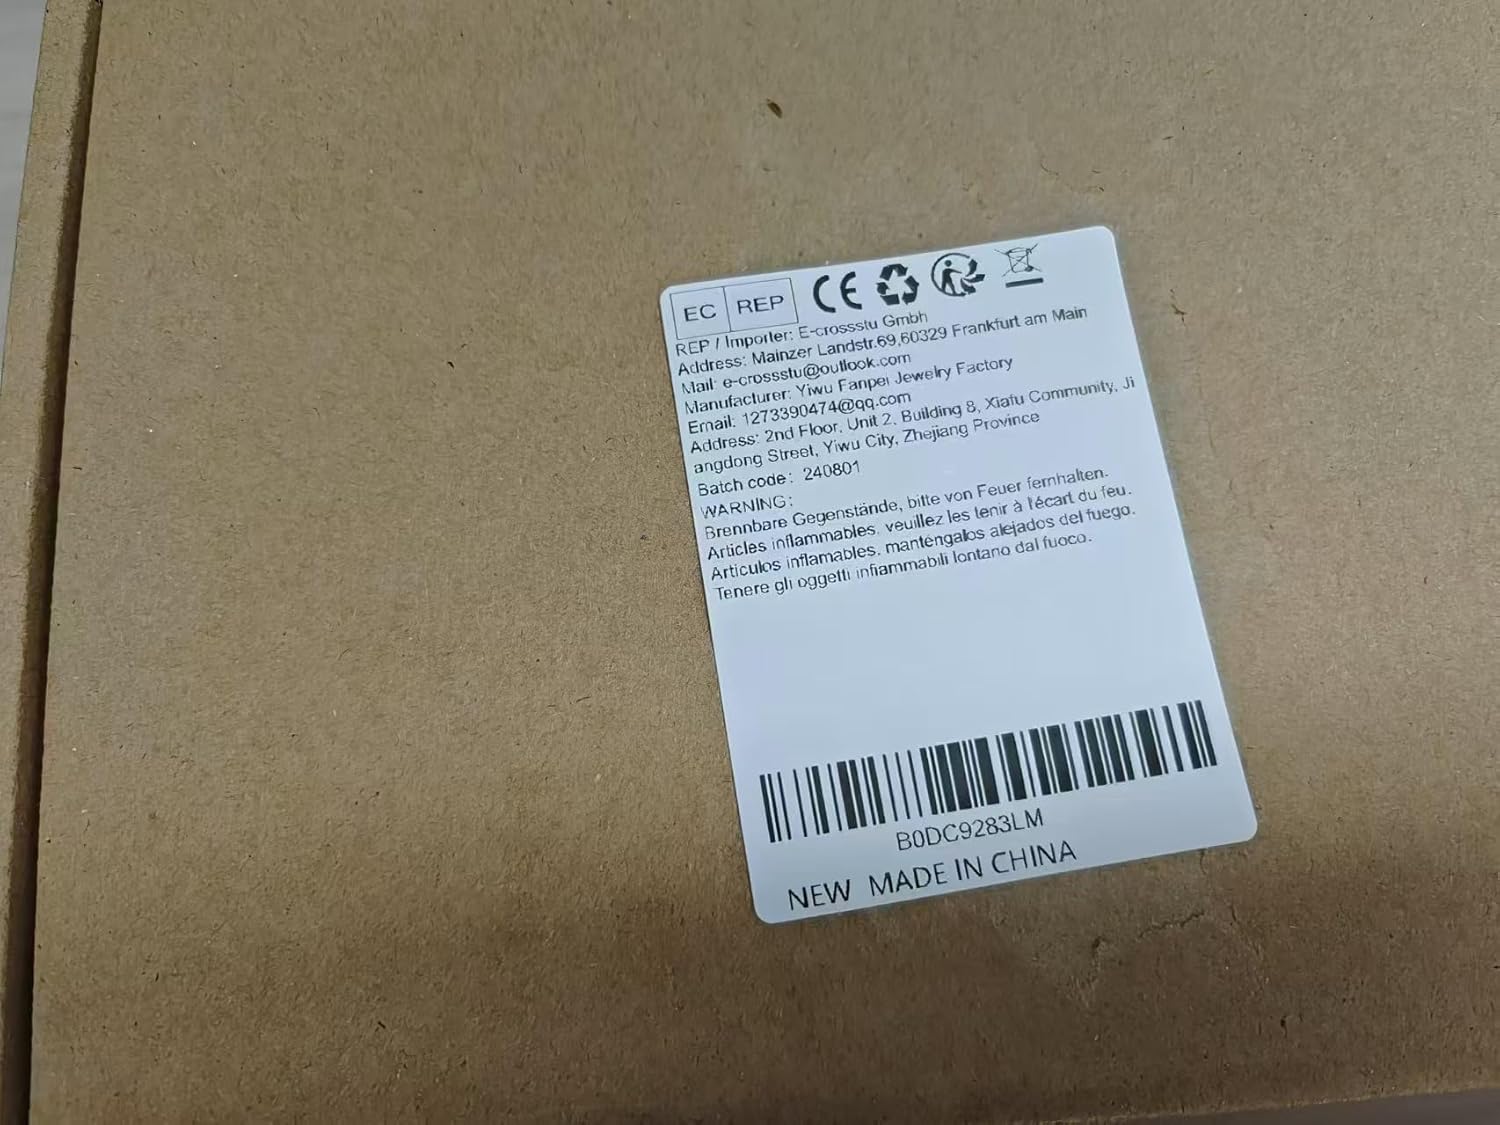 EC REP CE
REP / Importer: E-crossstu Gmbh
Address: Mainzer Landstr.69,60329 Frankfurt am Main
Mail: e-crossstu@outlook.com
Manufacturer: Yiwu Fanpei Jewelry Factory
Email: 1273390474@qq.com
Address: 2nd Floor, Unit 2, Building 8, Xiafu Community, Ji
angdong Street, Yiwu City, Zhejiang Province
Batch code: 240801
WARNING:
Brennbare Gegenstände, bitte von Feuer fernhalten.
Articles inflammables, veuillez les tenir à l'écart du feu.
Articulos inflamables, manténgalos alejados del fuego.
Tenere gli oggetti infiammabili lontano dal fuoco.
B0DC9283LM
NEW MADE IN CHINA